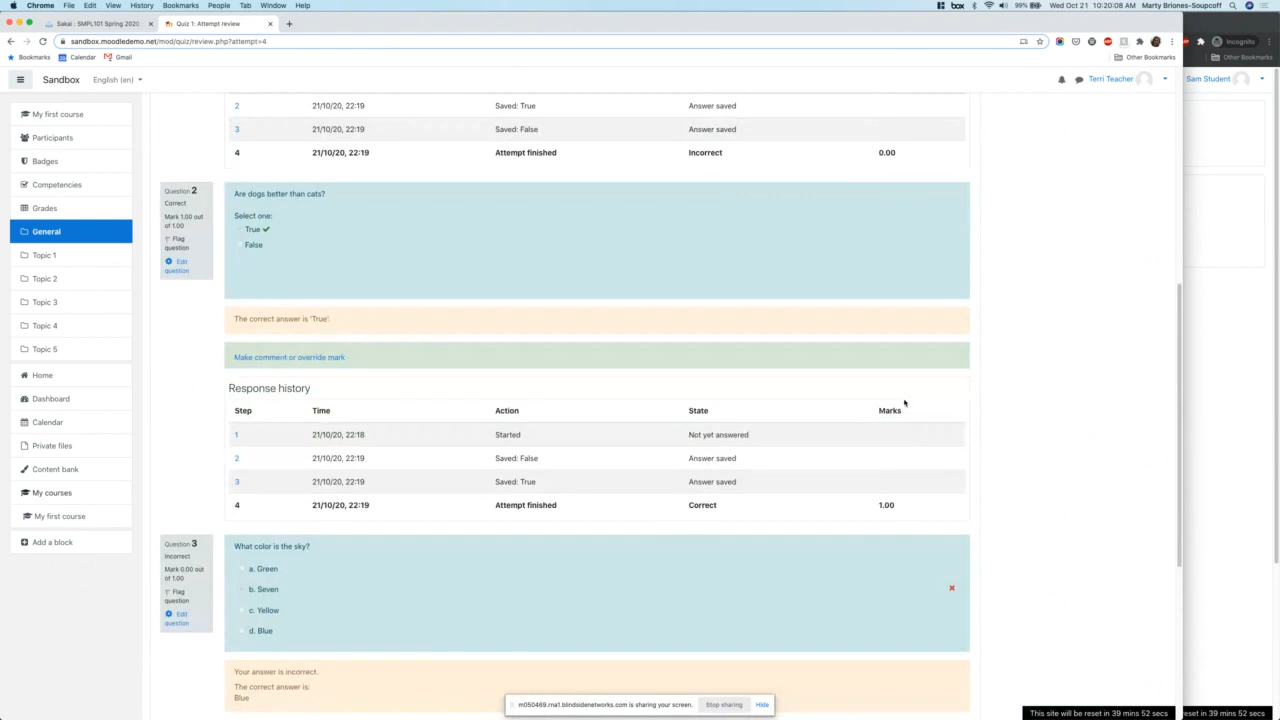 Chrome File Edit View History Bookmarks People Tab Window Help
box 99% Wed Oct 21 10:20:08 AM Marty Briones-Soupcoff
Sakai : SMPL101 Spring 2020 Quiz 1: Attempt review
sandbox.moodledemo.net/mod/quiz/review.php?attempt=4
Incognito
Bookmarks Calendar Gmail Other Bookmarks Other Bookmarks
Sandbox English (en) Terri Teacher Sam Student
My first course
Participants
Badges
Competencies
Grades
General
Topic 1
Topic 2
Topic 3
Topic 4
Topic 5
Home
Dashboard
Calendar
Private files
Content bank
My courses
My first course
Add a block
2 21/10/20, 22:19 Saved: True Answer saved
3 21/10/20, 22:19 Saved: False Answer saved
4 21/10/20, 22:19 Attempt finished Incorrect 0.00
Question 2
Correct
Mark 1.00 out
of 1.00
Flag
question
Edit
question
Are dogs better than cats?
Select one:
True
False
The correct answer is 'True'.
Make comment or override mark
Response history
Step Time Action State Marks
1 21/10/20, 22:18 Started Not yet answered
2 21/10/20, 22:19 Saved: False Answer saved
3 21/10/20, 22:19 Saved: True Answer saved
4 21/10/20, 22:19 Attempt finished Correct 1.00
Question 3
Incorrect
Mark 0.00 out
of 1.00
Flag
question
Edit
question
What color is the sky?
a. Green
b. Seven
c. Yellow
d. Blue
Your answer is incorrect.
The correct answer is:
Blue
m050469.rna1.blindsidenetworks.com is sharing your screen. Stop sharing Hide
This site will be reset in 39 mins 52 secs
reset in 39 mins 52 secs